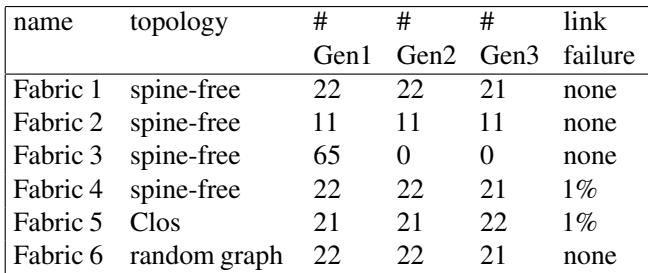 name topology # # # link
Gen1 Gen2 Gen3 failure
Fabric 1 spine-free 22 22 21 none
Fabric 2 spine-free 11 11 11 none
Fabric 3 spine-free 65 0 0 none
Fabric 4 spine-free 22 22 21 1%
Fabric 5 Clos 21 21 22 1%
Fabric 6 random graph 22 22 21 none